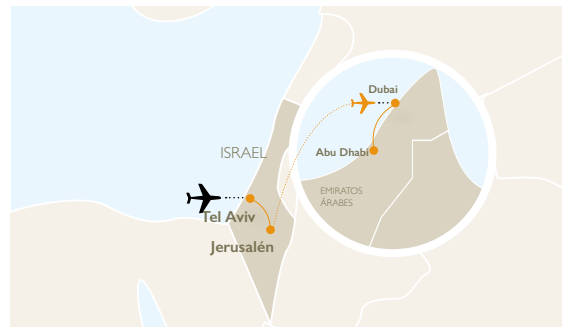 Dubai
Abu Dhabi
ISRAEL
EMIRATOS
ÁRABES
Tel Aviv
Jerusalén